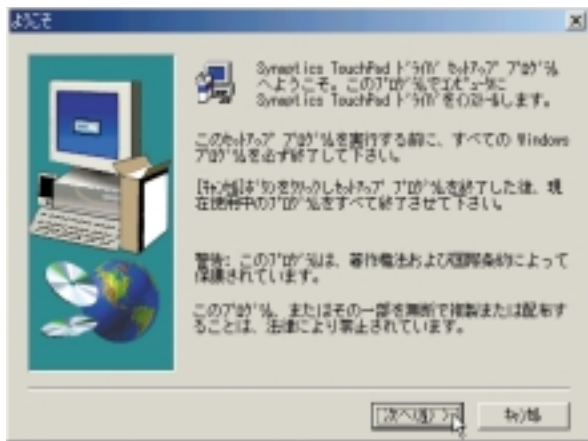 ようこそ
Synaptics TouchPad ﾄﾞﾗｲﾊﾞ ｾｯﾄｱｯﾌﾟ ﾌﾟﾛｸﾞﾗﾑ
へようこそ。このﾌﾟﾛｸﾞﾗﾑでｺﾝﾋﾟｭｰﾀに
Synaptics TouchPad ﾄﾞﾗｲﾊﾞをｲﾝｽﾄｰﾙします。
このｾｯﾄｱｯﾌﾟ ﾌﾟﾛｸﾞﾗﾑを実行する前に、すべての Windows
ﾌﾟﾛｸﾞﾗﾑを必ず終了して下さい。
[ｷｬﾝｾﾙ]ﾎﾞﾀﾝをｸﾘｯｸしｾｯﾄｱｯﾌﾟ ﾌﾟﾛｸﾞﾗﾑを終了した後、現
在使用中のﾌﾟﾛｸﾞﾗﾑをすべて終了させて下さい。
警告: このﾌﾟﾛｸﾞﾗﾑは、著作権法および国際条約によって
保護されています。
このﾌﾟﾛｸﾞﾗﾑ、またはその一部を無断で複製または配布す
ることは、法律により禁止されています。
次へ(N) >
ｷｬﾝｾﾙ